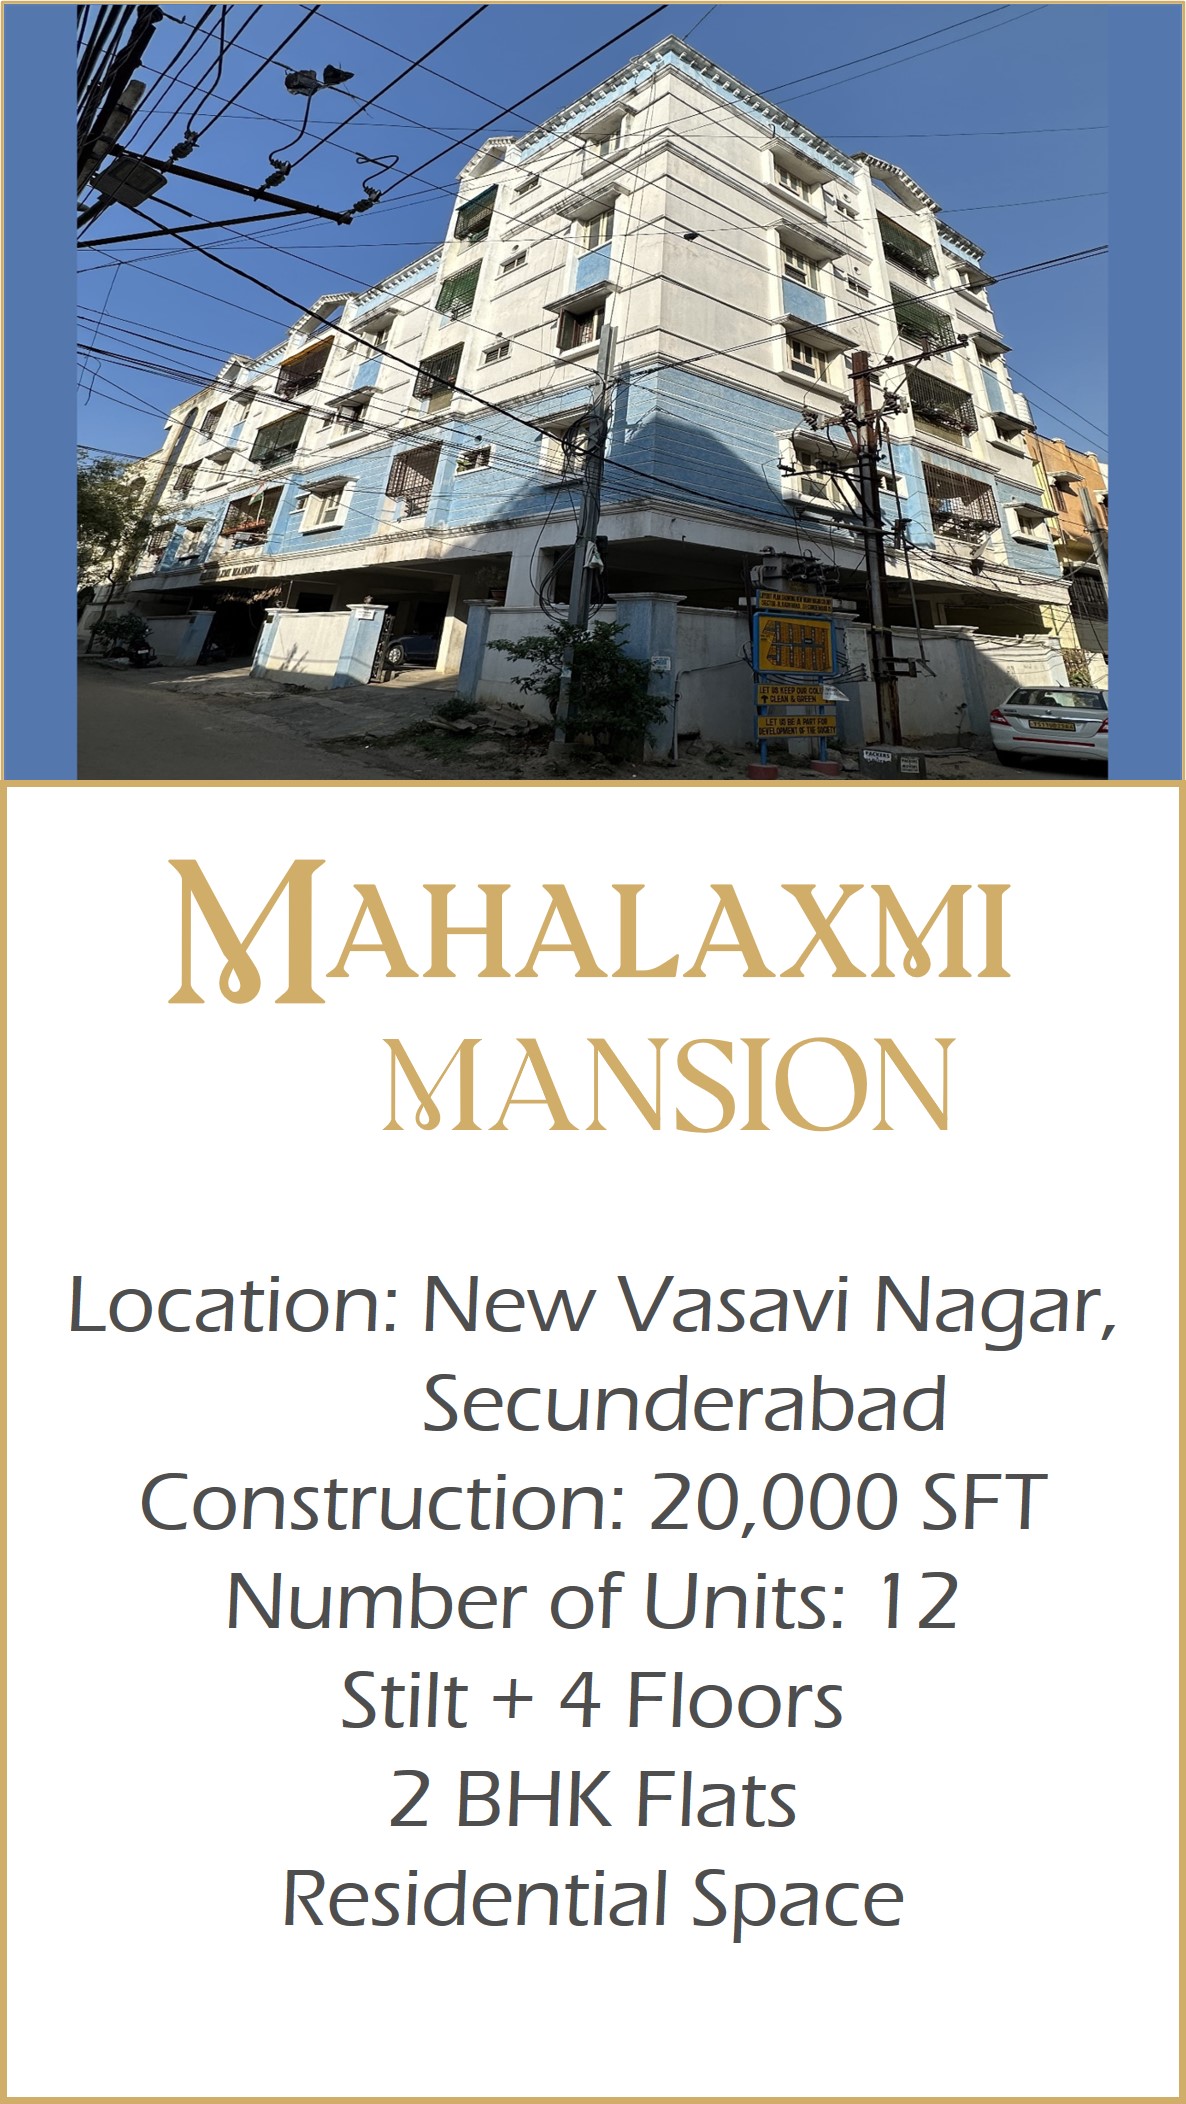 MANSION
LET US KEEP OUR COLONY
CLEAN & GREEN
LET US BE A PART FOR
DEVELOPMENT OF THE SOCIETY
PACKERS
MAHALAXMI
MANSION
Location: New Vasavi Nagar,
Secunderabad
Construction: 20,000 SFT
Number of Units: 12
Stilt + 4 Floors
2 BHK Flats
Residential Space